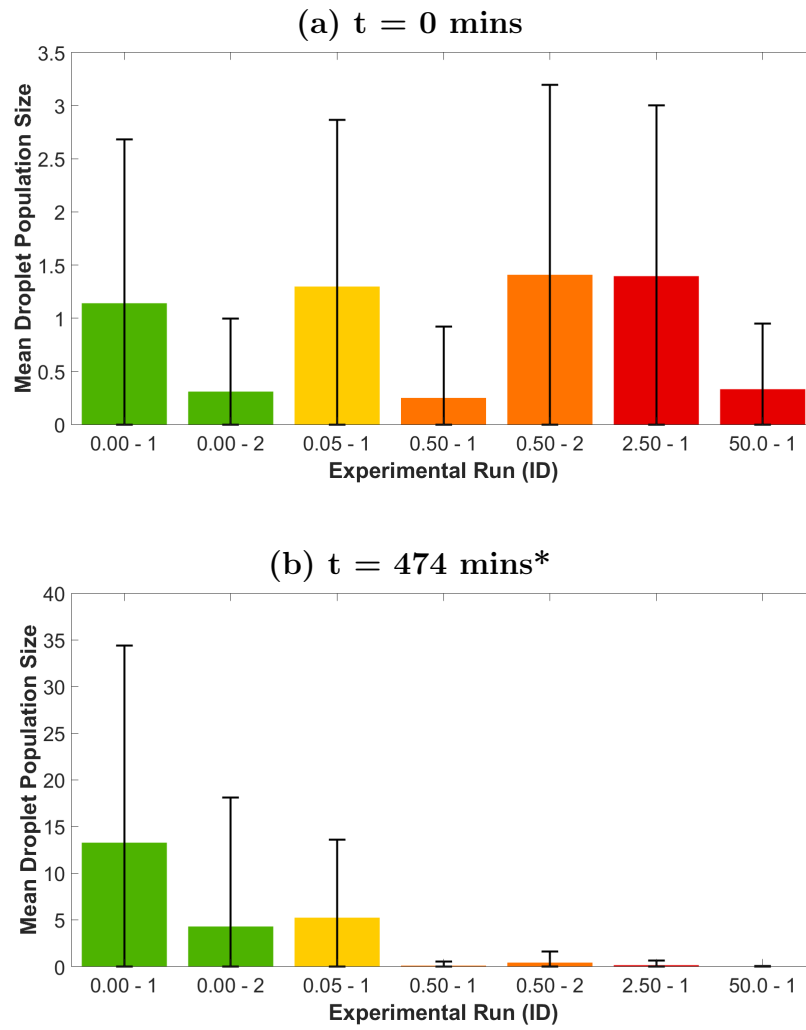 (a) t = 0 mins
Mean Droplet Population Size
3.5
3
2.5
2
1.5
1
0.5
0
0.00 - 1 0.00 - 2 0.05 - 1 0.50 - 1 0.50 - 2 2.50 - 1 50.0 - 1
Experimental Run (ID)
(b) t = 474 mins*
Mean Droplet Population Size
40
35
30
25
20
15
10
5
0
0.00 - 1 0.00 - 2 0.05 - 1 0.50 - 1 0.50 - 2 2.50 - 1 50.0 - 1
Experimental Run (ID)